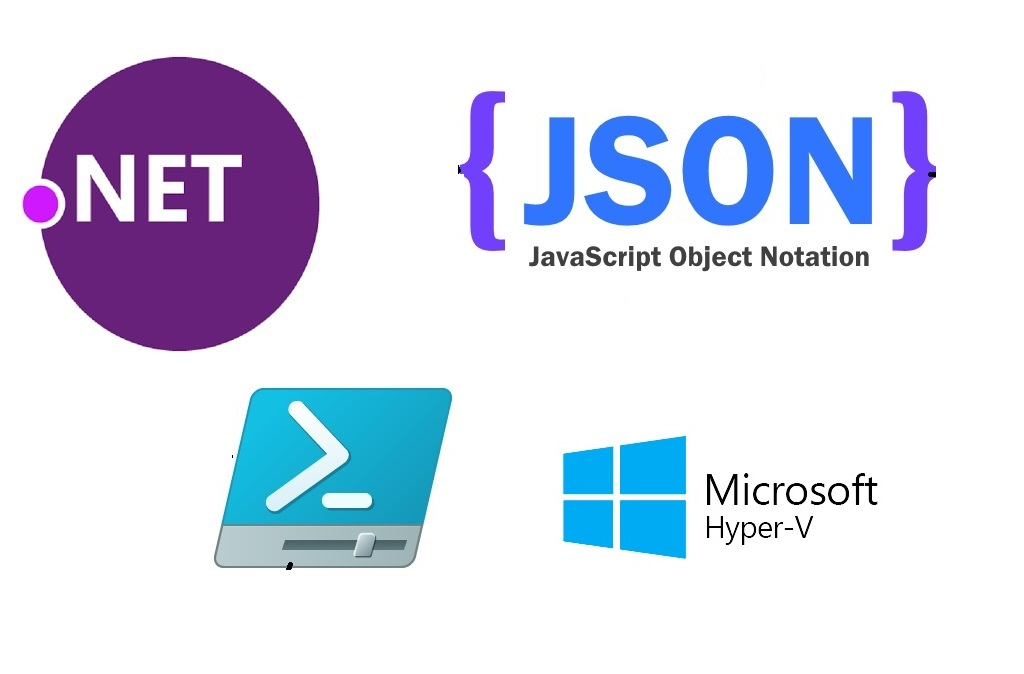 .NET
{JSON}
JavaScript Object Notation
>_
Microsoft
Hyper-V